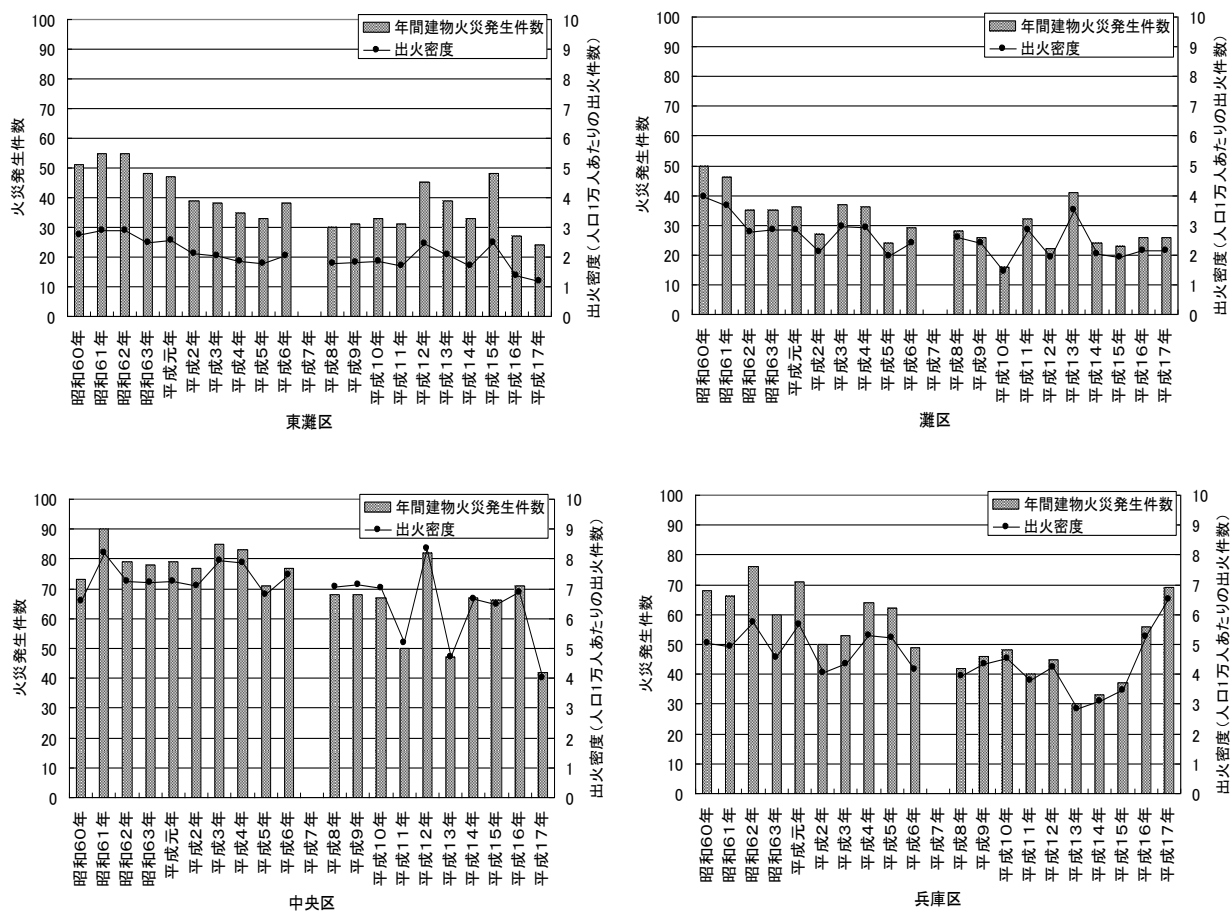 火災発生件数
100
90
80
70
60
50
40
30
20
10
0
年間建物火災発生件数
出火密度
10
9
8
7
6
5
4
3
2
1
0
出火密度(人口1万人あたりの出火件数)
昭和60年
昭和61年
昭和62年
昭和63年
平成元年
平成2年
平成3年
平成4年
平成5年
平成6年
平成7年
平成8年
平成9年
平成10年
平成11年
平成12年
平成13年
平成14年
平成15年
平成16年
平成17年
東灘区
火災発生件数
100
90
80
70
60
50
40
30
20
10
0
年間建物火災発生件数
出火密度
10
9
8
7
6
5
4
3
2
1
0
出火密度(人口1万人あたりの出火件数)
昭和60年
昭和61年
昭和62年
昭和63年
平成元年
平成2年
平成3年
平成4年
平成5年
平成6年
平成7年
平成8年
平成9年
平成10年
平成11年
平成12年
平成13年
平成14年
平成15年
平成16年
平成17年
灘区
火災発生件数
100
90
80
70
60
50
40
30
20
10
0
年間建物火災発生件数
出火密度
10
9
8
7
6
5
4
3
2
1
0
出火密度(人口1万人あたりの出火件数)
昭和60年
昭和61年
昭和62年
昭和63年
平成元年
平成2年
平成3年
平成4年
平成5年
平成6年
平成7年
平成8年
平成9年
平成10年
平成11年
平成12年
平成13年
平成14年
平成15年
平成16年
平成17年
中央区
火災発生件数
100
90
80
70
60
50
40
30
20
10
0
年間建物火災発生件数
出火密度
10
9
8
7
6
5
4
3
2
1
0
出火密度(人口1万人あたりの出火件数)
昭和60年
昭和61年
昭和62年
昭和63年
平成元年
平成2年
平成3年
平成4年
平成5年
平成6年
平成7年
平成8年
平成9年
平成10年
平成11年
平成12年
平成13年
平成14年
平成15年
平成16年
平成17年
兵庫区